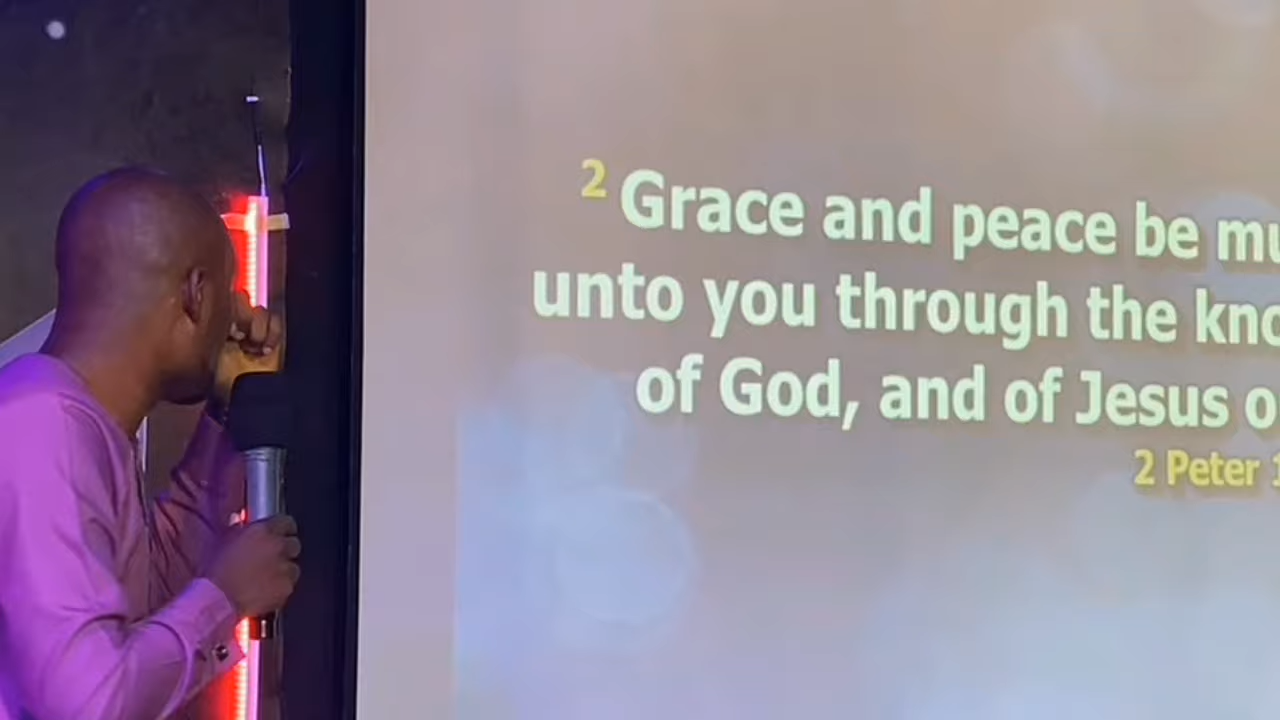 2 Grace and peace be
unto you through the
of God, and of Jesus
2 Peter